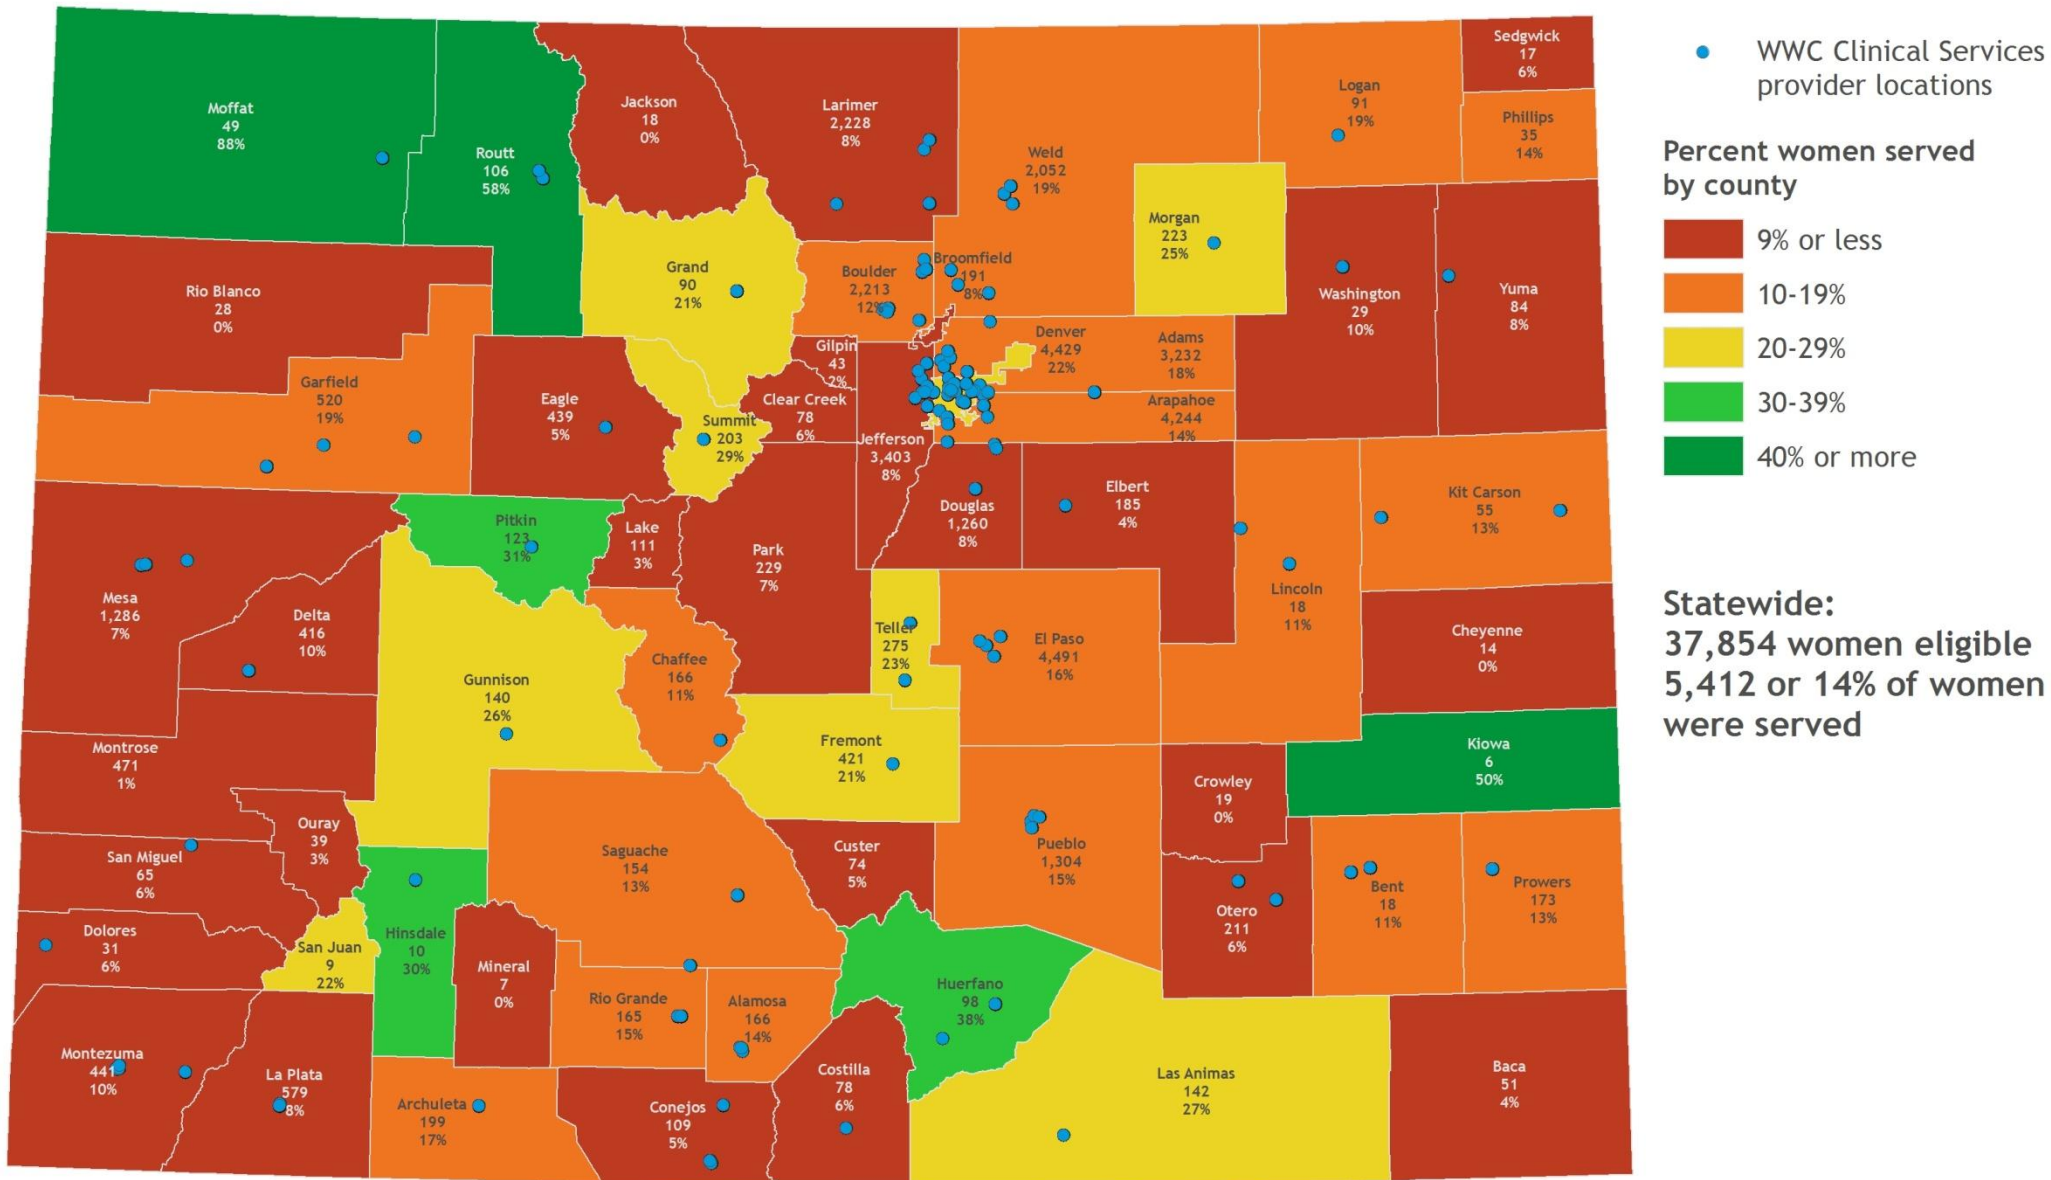 Moffat
49
88%
Routt
106
58%
Jackson
18
0%
Larimer
2,228
8%
Weld
2,052
19%
Logan
91
19%
Sedgwick
17
6%
Phillips
35
14%
Morgan
223
25%
Washington
29
10%
Yuma
84
8%
Rio Blanco
28
0%
Grand
90
21%
Boulder
2,213
12%
Broomfield
191
8%
Gilpin
43
2%
Denver
4,429
22%
Adams
3,232
18%
Arapahoe
4,244
14%
Garfield
520
19%
Eagle
439
5%
Summit
203
29%
Clear Creek
78
6%
Jefferson
3,403
8%
Douglas
1,260
8%
Elbert
185
4%
Lincoln
18
11%
Kit Carson
55
13%
Pitkin
123
31%
Lake
111
3%
Park
229
7%
Mesa
1,286
7%
Delta
416
10%
Gunnison
140
26%
Chaffee
166
11%
Teller
275
23%
El Paso
4,491
16%
Cheyenne
14
0%
Kiowa
6
50%
Montrose
471
1%
Fremont
421
21%
Crowley
19
0%
Ouray
39
3%
San Miguel
65
6%
Saguache
154
13%
Custer
74
5%
Pueblo
1,304
15%
Otero
211
6%
Bent
18
11%
Prowers
173
13%
Dolores
31
6%
San Juan
9
22%
Hinsdale
10
30%
Mineral
7
0%
Rio Grande
165
15%
Alamosa
166
14%
Huerfano
98
38%
Montezuma
441
10%
La Plata
579
8%
Archuleta
199
17%
Conejos
109
5%
Costilla
78
6%
Las Animas
142
27%
Baca
51
4%
WWC Clinical Services
provider locations
Percent women served
by county
9% or less
10-19%
20-29%
30-39%
40% or more
Statewide:
37,854 women eligible
5,412 or 14% of women
were served